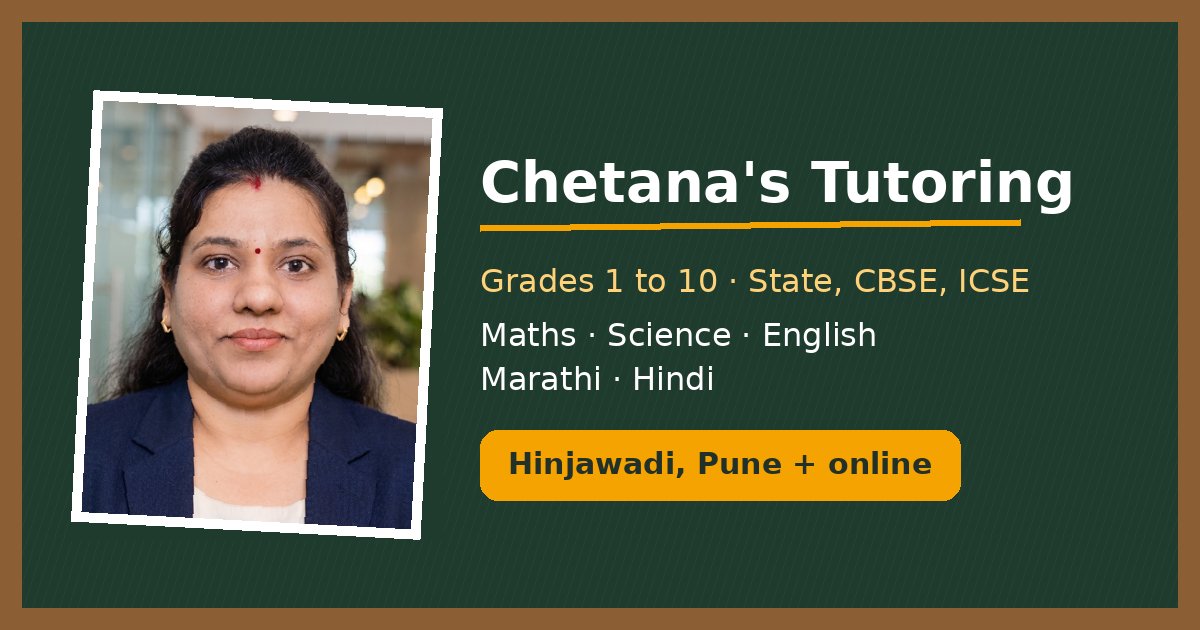 Chetana's Tutoring
Grades 1 to 10 · State, CBSE, ICSE
Maths · Science · English
Marathi · Hindi
Hinjawadi, Pune + online